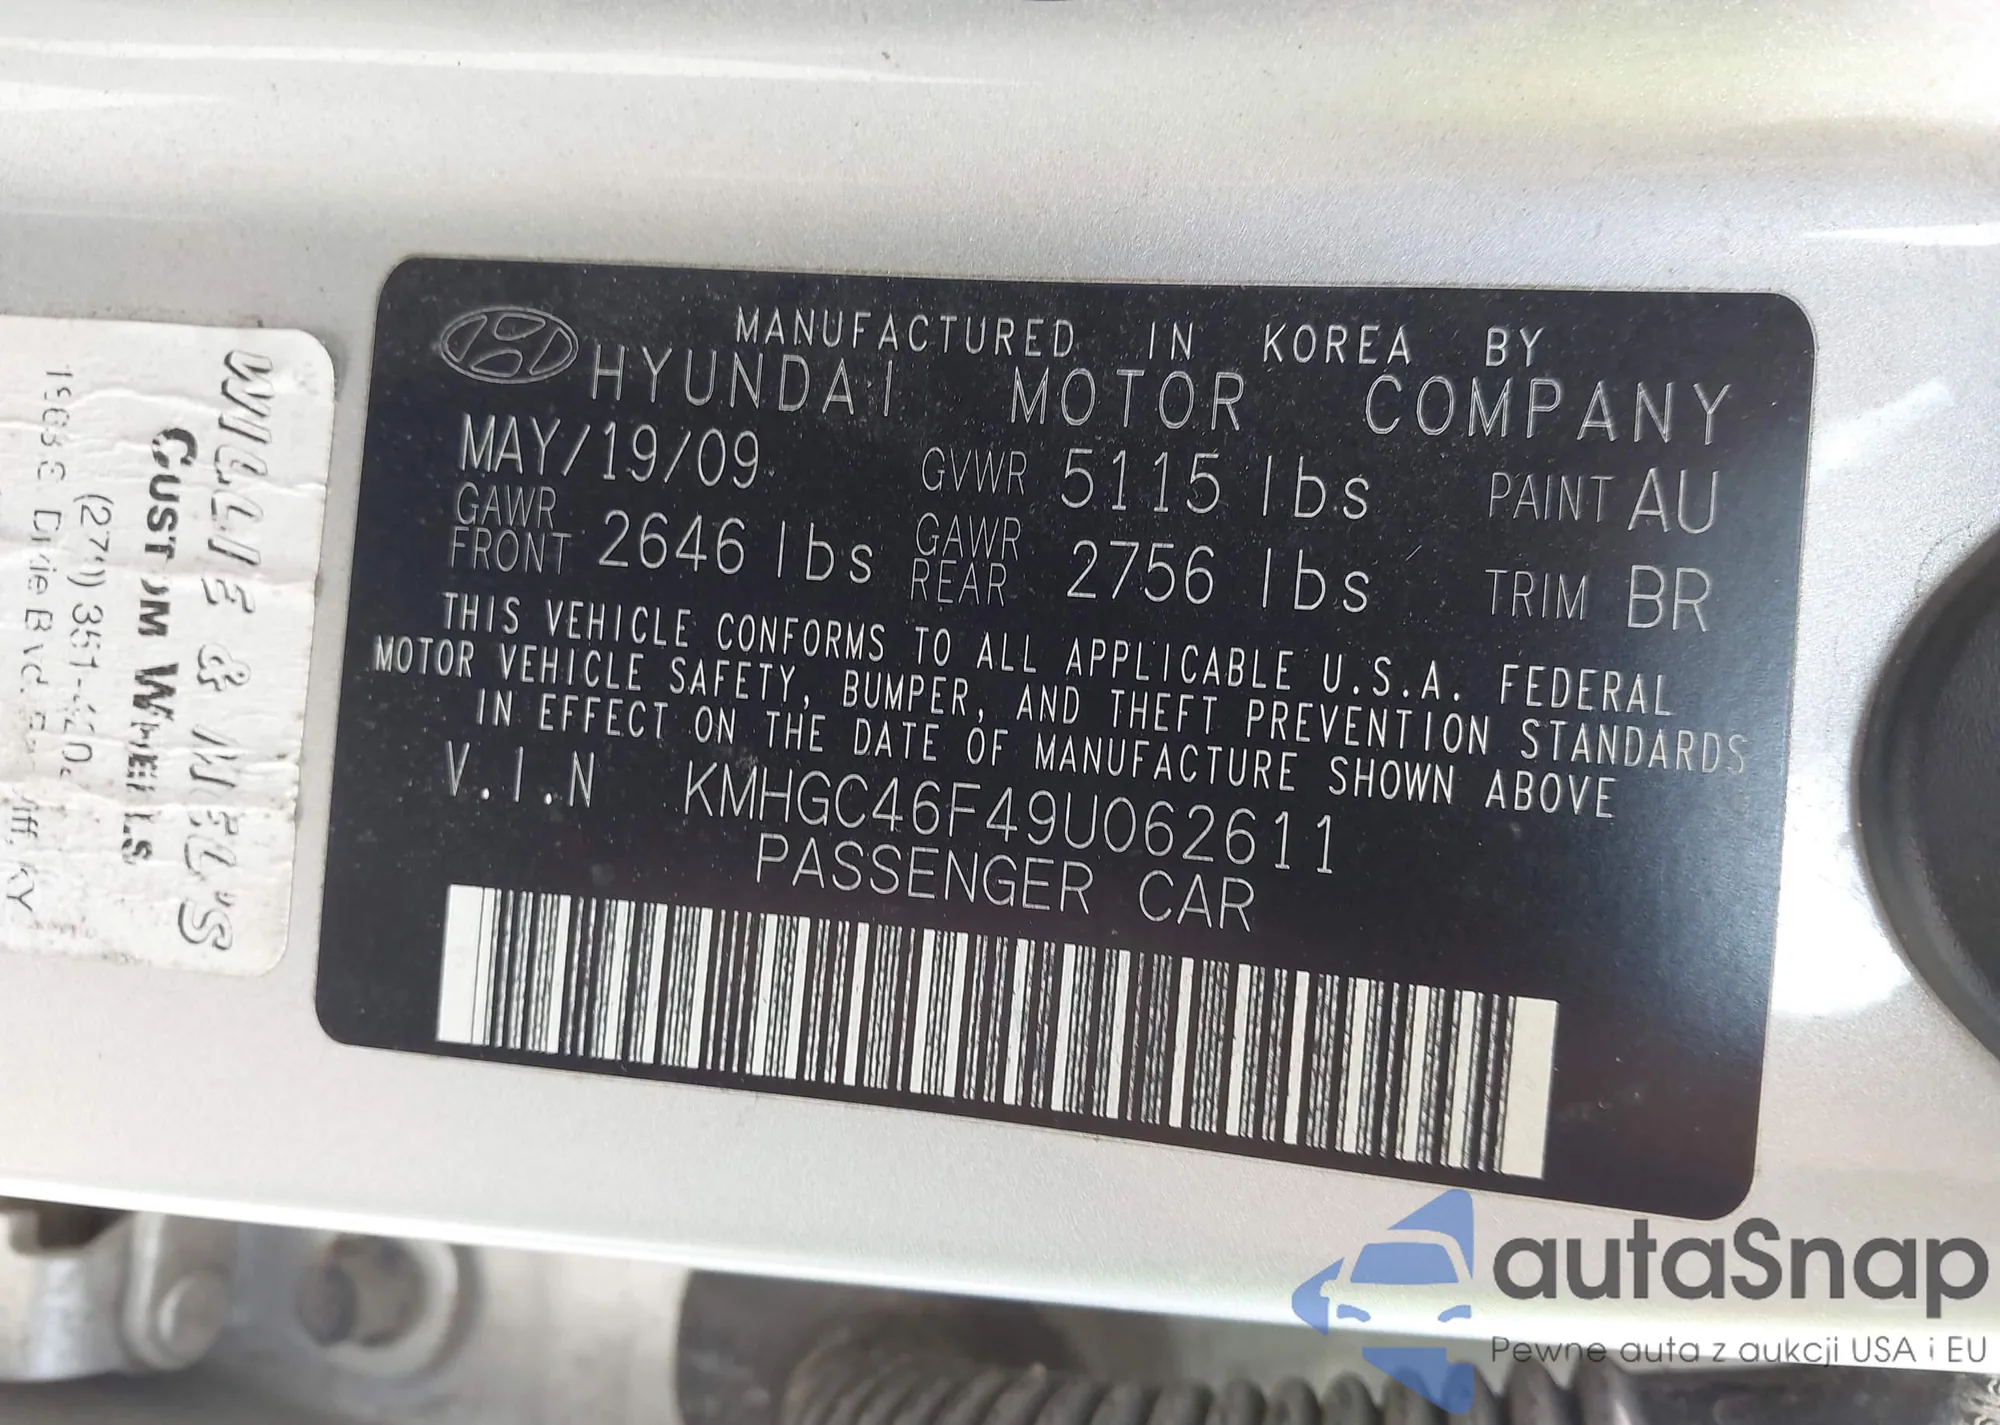 MANUFACTURED IN KOREA BY
HYUNDAI MOTOR COMPANY
MAY/19/09 GVWR 5115 lbs PAINT AU
GAWR FRONT 2646 lbs GAWR REAR 2756 lbs TRIM BR
THIS VEHICLE CONFORMS TO ALL APPLICABLE U.S.A. FEDERAL
MOTOR VEHICLE SAFETY, BUMPER, AND THEFT PREVENTION STANDARDS
IN EFFECT ON THE DATE OF MANUFACTURE SHOWN ABOVE
V.I.N KMHGC46F49U062611
PASSENGER CAR
WILLIE &
CUSTOM WHEELS
KY
autaSnap
Pewne auta z aukcji USA i EU